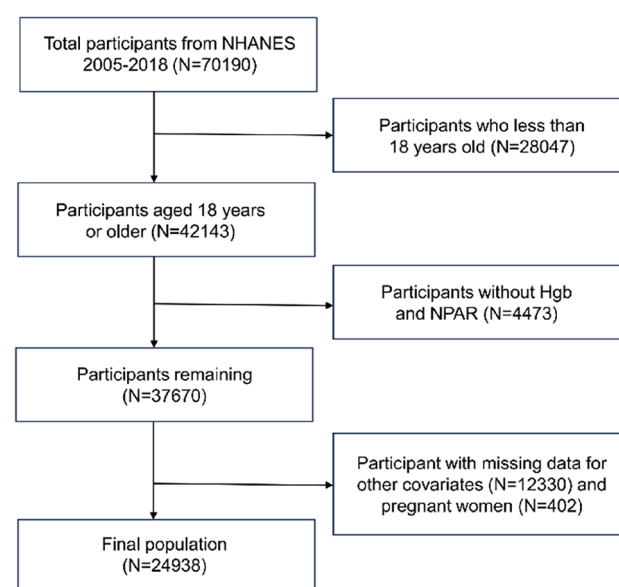 Total participants from NHANES
2005-2018 (N=70190)
Participants who less than
18 years old (N=28047)
Participants aged 18 years
or older (N=42143)
Participants without Hgb
and NPAR (N=4473)
Participants remaining
(N=37670)
Participant with missing data for
other covariates (N=12330) and
pregnant women (N=402)
Final population
(N=24938)